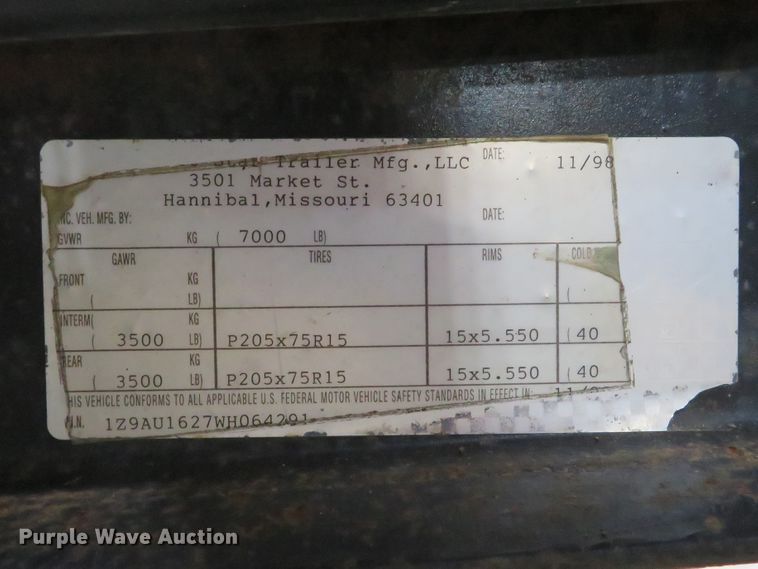 Trailer Mfg.,LLC DATE: 11/98
3501 Market St.
Hannibal,Missouri 63401
INC. VEH. MFG. BY: DATE:
GVWR KG ( 7000 LB)
GAWR TIRES RIMS COLD
FRONT KG
( LB) (
INTERM( KG
( 3500 LB) P205x75R15 15x5.550 ( 40
REAR KG
( 3500 LB) P205x75R15 15x5.550 ( 40
THIS VEHICLE CONFORMS TO ALL APPLICABLE U.S. FEDERAL MOTOR VEHICLE SAFETY STANDARDS IN EFFECT IN
V.I.N. 1Z9AU1627WH064291
Purple Wave Auction